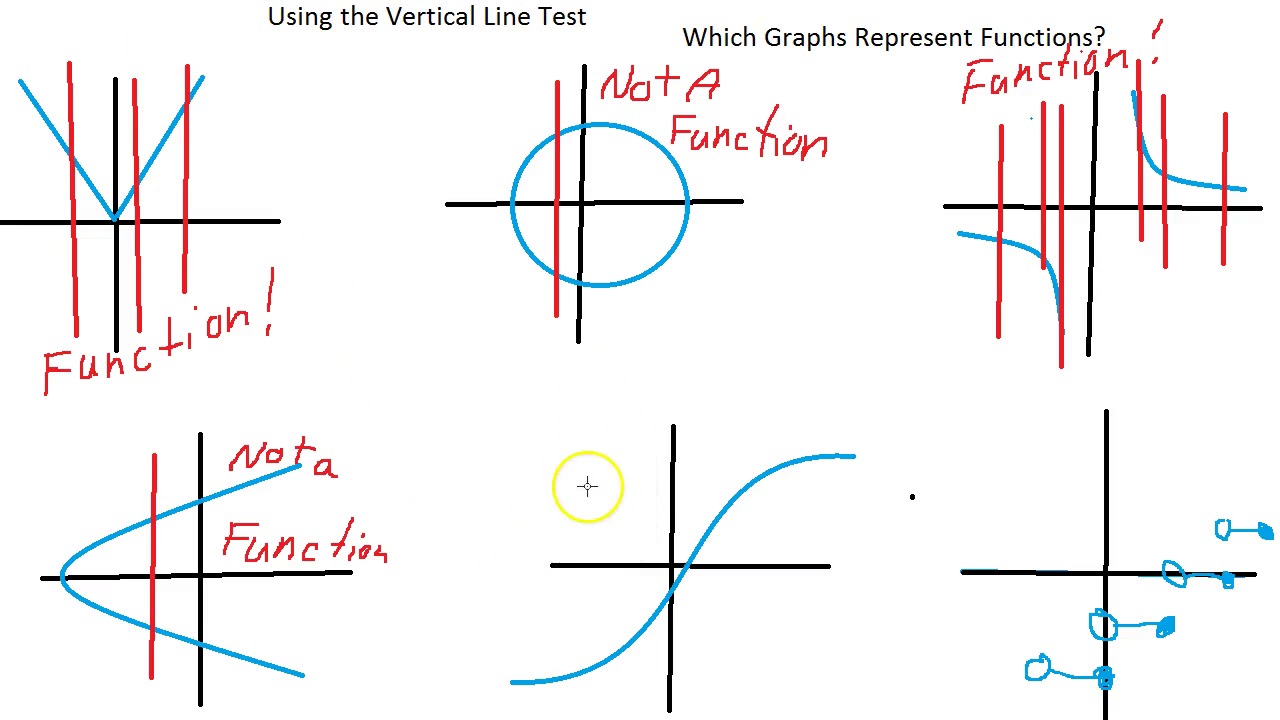 Using the Vertical Line Test
Which Graphs Represent Functions?
Function!
Not A
Function
Function!
Not a
Function